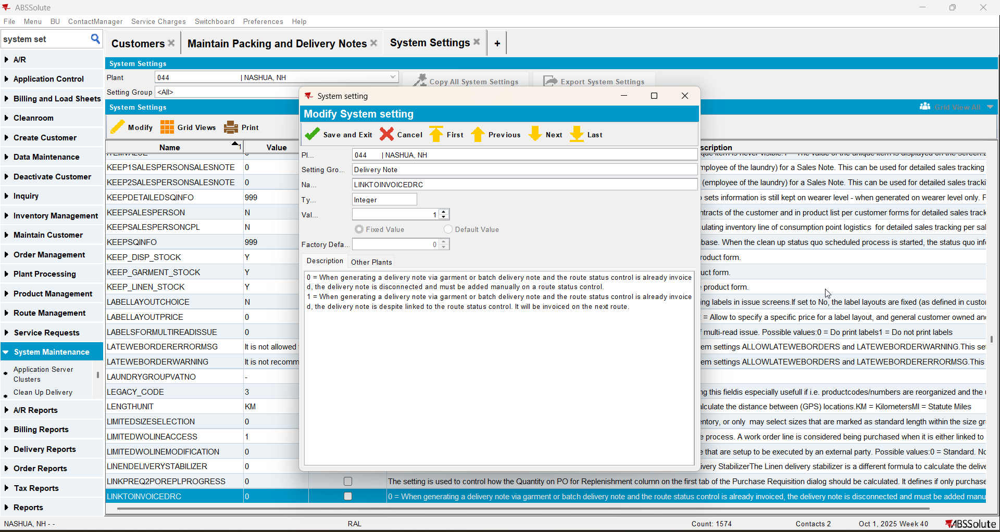 ABSSolute
File Menu BU ContactManager Service Charges Switchboard Preferences Help
system set
Customers
Maintain Packing and Delivery Notes
System Settings
+
A/R
Application Control
Billing and Load Sheets
Cleanroom
Create Customer
Data Maintenance
Deactivate Customer
Inquiry
Inventory Management
Maintain Customer
Order Management
Plant Processing
Product Management
Route Management
Service Requests
System Maintenance
Application Server
Clusters
Clean Up Delivery
A/R Reports
Billing Reports
Delivery Reports
Order Reports
Tax Reports
Reports
System Settings
Plant 044 | NASHUA, NH
Copy All System Settings
Export System Settings
Setting Group <All>
System Settings
Grid View All
Modify Grid Views Print
Name 1 Value scription
KEEP1SALESPERSONSALESNOTE 0 employee of the laundry) for a Sales Note. This can be used for detailed sales tracking
KEEP2SALESPERSONSALESNOTE 0 (employee of the laundry) for a Sales Note. This can be used for detailed sales tracki
KEEPDETAILEDSQINFO 999 sets information is still kept on wearer level - when generated on wearer level only. F
KEEPSALESPERSON N ntracts of the customer and in product list per customer forms for detailed sales track
KEEPSALESPERSONCPL N ulating inventory line of consumption point logistics for detailed sales tracking per sal
KEEPSQINFO 999 base. When the clean up status quo scheduled process is started, the status quo inf
KEEP_DISP_STOCK Y roduct form.
KEEP_GARMENT_STOCK Y uct form.
KEEP_LINEN_STOCK Y product form.
LABELLAYOUTCHOICE N ing labels in issue screens.If set to No, the label layouts are fixed (as defined in custo
LABELLAYOUTPRICE 0 = Allow to specify a specific price for a label layout, and general customer owned an
LABELSFORMULTIREADISSUE 0 multi-read issue. Possible values:0 = Do print labels1 = Do not print labels
LATEWEBORDERERRORMSG It is not allowed em settings ALLOWLATEWEBORDERS and LATEWEBORDERWARNING.This se
LATEWEBORDERWARNING It is not recomm em settings ALLOWLATEWEBORDERS and LATEWEBORDERERRORMSG.This
LAUNDRYGROUPVATNO -
LEGACY_CODE 3 ng this fieldis especially usefull if i.e. productcodes/numbers are reorganized and the
LENGTHUNIT KM alculate the distance between (GPS) locations.KM = KilometersMI = Statute Miles
LIMITEDSIZESELECTION 0 entory, or only may select sizes that are marked as standard length within the size gr
LIMITEDWOLINEACCESS 1 process. A work order line is considered being purchased when it is either linked to
LIMITEDWOLINEMODIFICATION 0 that are setup to be executed by an external party. Possible values:0 = Standard. No
LINENDELIVERYSTABILIZER 0 ivery StabilizerThe Linen delivery stabilizer is a different formula to calculate the delive
LINKPREQ2POREPLPROGRESS 0 The setting is used to control how the Quantity on PO for Replenishment column on the first tab of the Purchase Requisition dialog should be calculated. It defines if only purchase
LINKTOINVOICEDRC 0 0 = When generating a delivery note via garment or batch delivery note and the route status control is already invoiced, the delivery note is disconnected and must be added manu
System setting
Modify System setting
Save and Exit Cancel First Previous Next Last
Pl... 044 | NASHUA, NH
Setting Gro... Delivery Note
Na... LINKTOINVOICEDRC
Ty... Integer
Val... 1
Fixed Value Default Value
Factory Defa... 0
Description Other Plants
0 = When generating a delivery note via garment or batch delivery note and the route status control is already invoice
d, the delivery note is disconnected and must be added manually on a route status control.
1 = When generating a delivery note via garment or batch delivery note and the route status control is already invoice
d, the delivery note is despite linked to the route status control. It will be invoiced on the next route.
NASHUA, NH - - RAL Count: 1574 Contacts 2 Oct 1, 2025 Week 40 ABSSolute